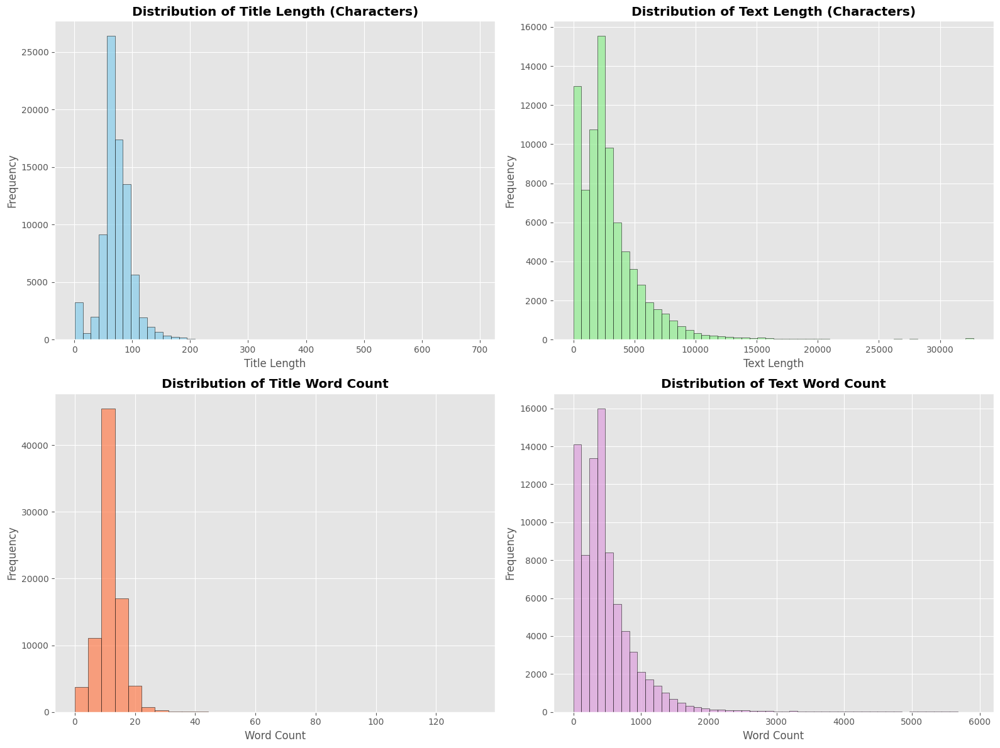 Distribution of Title Length (Characters)
25000
20000
15000
10000
5000
0
Frequency
0 100 200 300 400 500 600 700
Title Length
Distribution of Text Length (Characters)
16000
14000
12000
10000
8000
6000
4000
2000
0
Frequency
0 5000 10000 15000 20000 25000 30000
Text Length
Distribution of Title Word Count
40000
30000
20000
10000
0
Frequency
0 20 40 60 80 100 120
Word Count
Distribution of Text Word Count
16000
14000
12000
10000
8000
6000
4000
2000
0
Frequency
0 1000 2000 3000 4000 5000 6000
Word Count